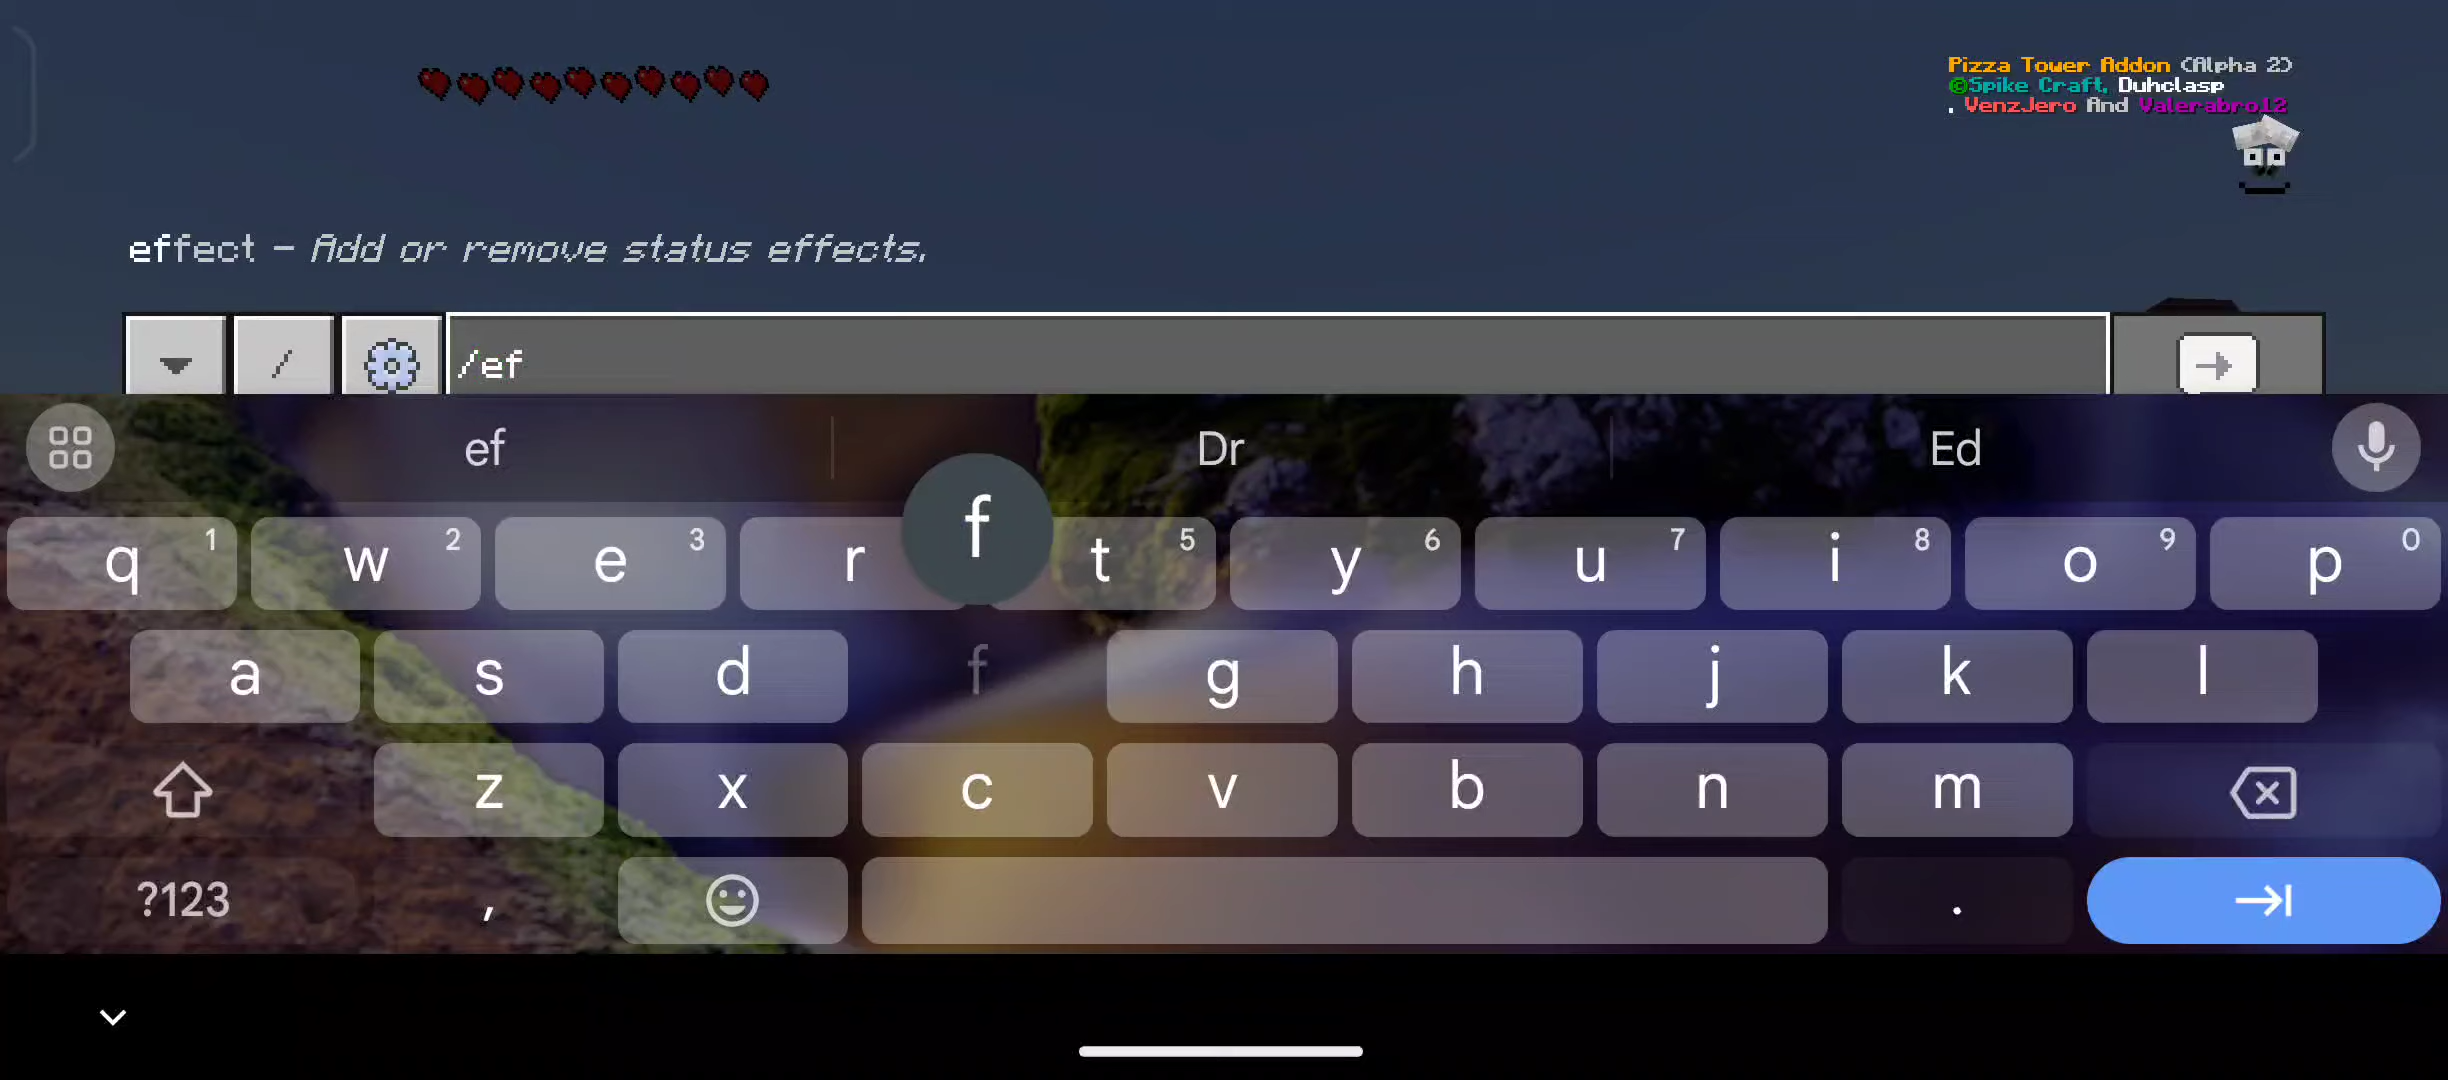 Pizza Tower Addon (Alpha 2)
©Spike Craft, Duhclasp
, VenzJero And Valerabro12
effect - Add or remove status effects.
/
/ef
ef Dr Ed
f
q 1 w 2 e 3 r t 5 y 6 u 7 i 8 o 9 p 0
a s d f g h j k l
z x c v b n m
?123 , .